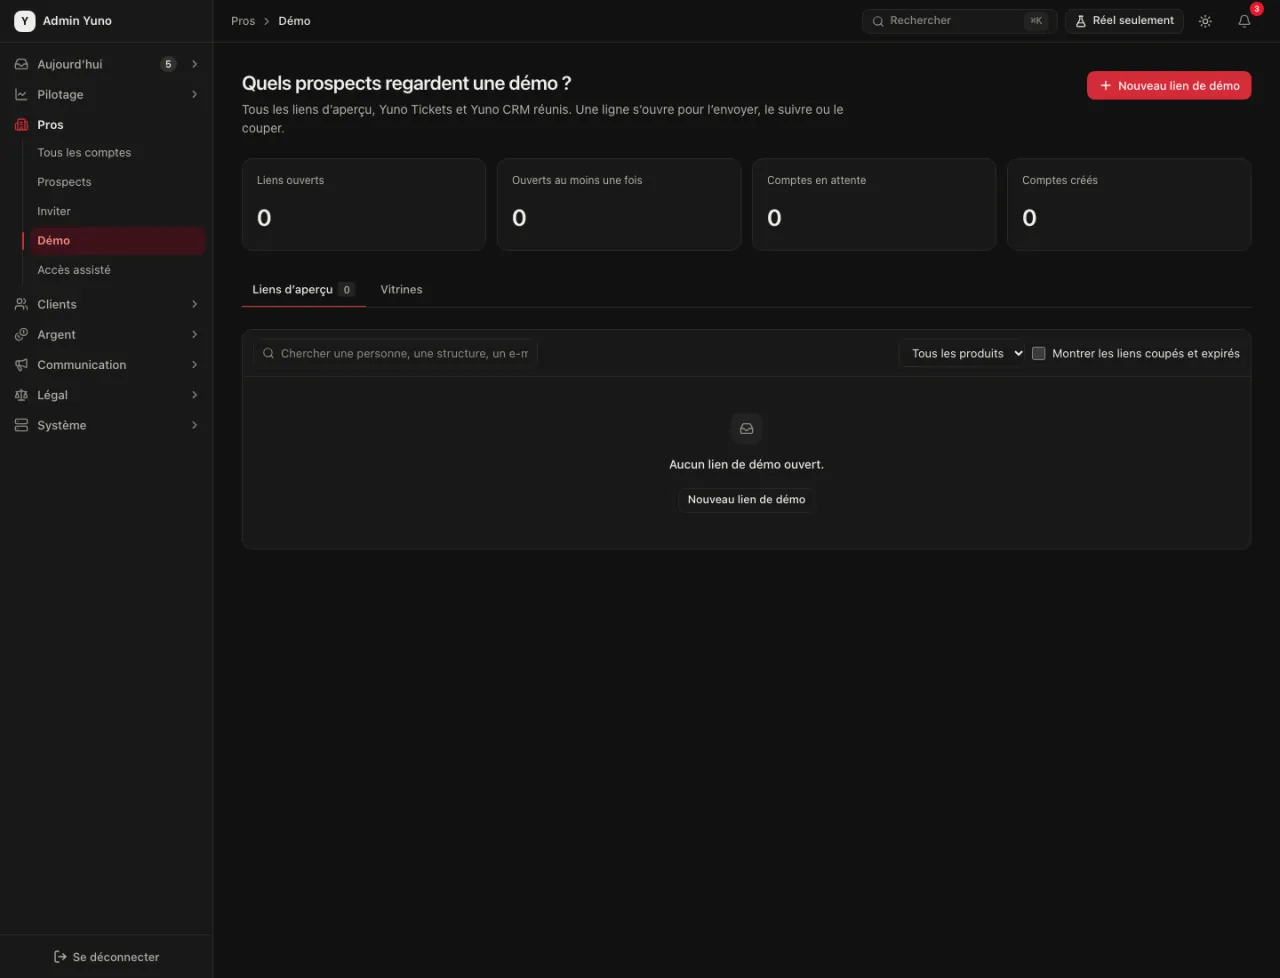 Y Admin Yuno
Aujourd'hui 5
Pilotage
Pros
Tous les comptes
Prospects
Inviter
Démo
Accès assisté
Clients
Argent
Communication
Légal
Système
Se déconnecter
Pros > Démo
Rechercher ⌘K
Réel seulement
3
Quels prospects regardent une démo ?
Tous les liens d'aperçu, Yuno Tickets et Yuno CRM réunis. Une ligne s'ouvre pour l'envoyer, le suivre ou le
couper.
+ Nouveau lien de démo
Liens ouverts
0
Ouverts au moins une fois
0
Comptes en attente
0
Comptes créés
0
Liens d'aperçu 0
Vitrines
Chercher une personne, une structure, un e-m
Tous les produits
Montrer les liens coupés et expirés
Aucun lien de démo ouvert.
Nouveau lien de démo